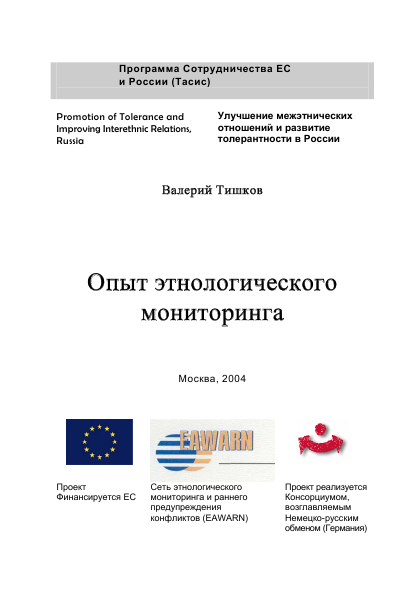 Программа Сотрудничества ЕС
и России (Тасис)
Promotion of Tolerance and
Improving Interethnic Relations,
Russia
Улучшение межэтнических
отношений и развитие
толерантности в России
Валерий Тишков
Опыт этнологического
мониторинга
Москва, 2004
EAWARN
Проект
Финансируется ЕС
Сеть этнологического
мониторинга и раннего
предупреждения
конфликтов (EAWARN)
Проект реализуется
Консорциумом,
возглавляемым
Немецко-русским
обменом (Германия)